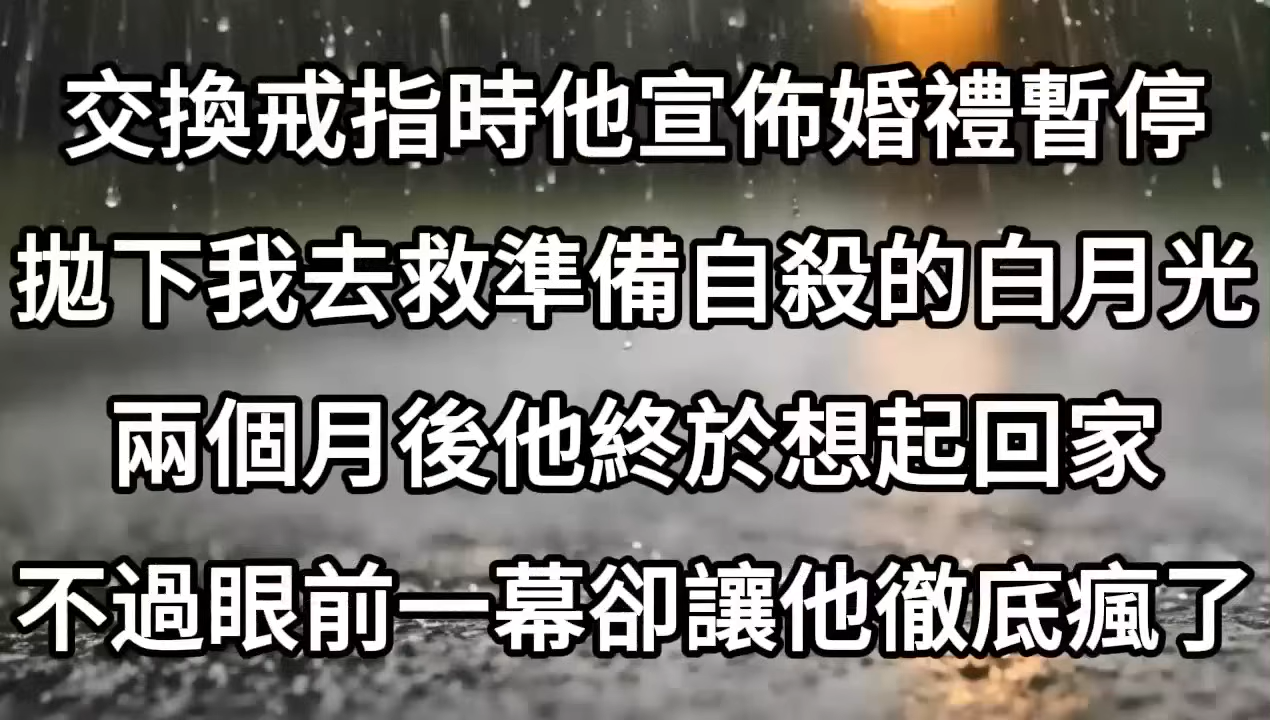 交換戒指時他宣佈婚禮暫停
拋下我去救準備自殺的白月光
兩個月後他終於想起回家
不過眼前一幕卻讓他徹底瘋了